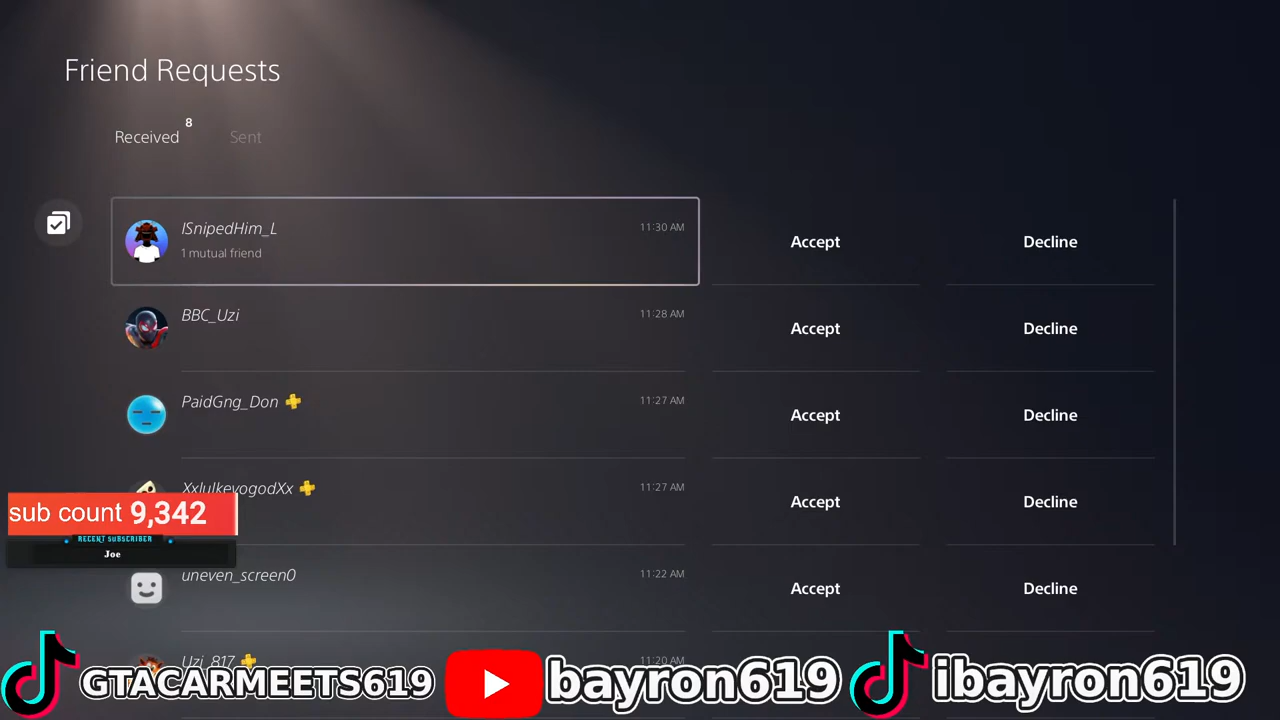 Friend Requests
Received 8 Sent
ISnipedHim_L 11:30 AM Accept Decline
1 mutual friend
BBC_Uzi 11:28 AM Accept Decline
PaidGng_Don 11:27 AM Accept Decline
XxlulkevogodXx 11:27 AM Accept Decline
sub count 9,342
RECENT SUBSCRIBER
Joe
uneven_screen0 11:22 AM Accept Decline
Uzi_817 11:20 AM
GTACARMEETS619 bayron619 ibayron619